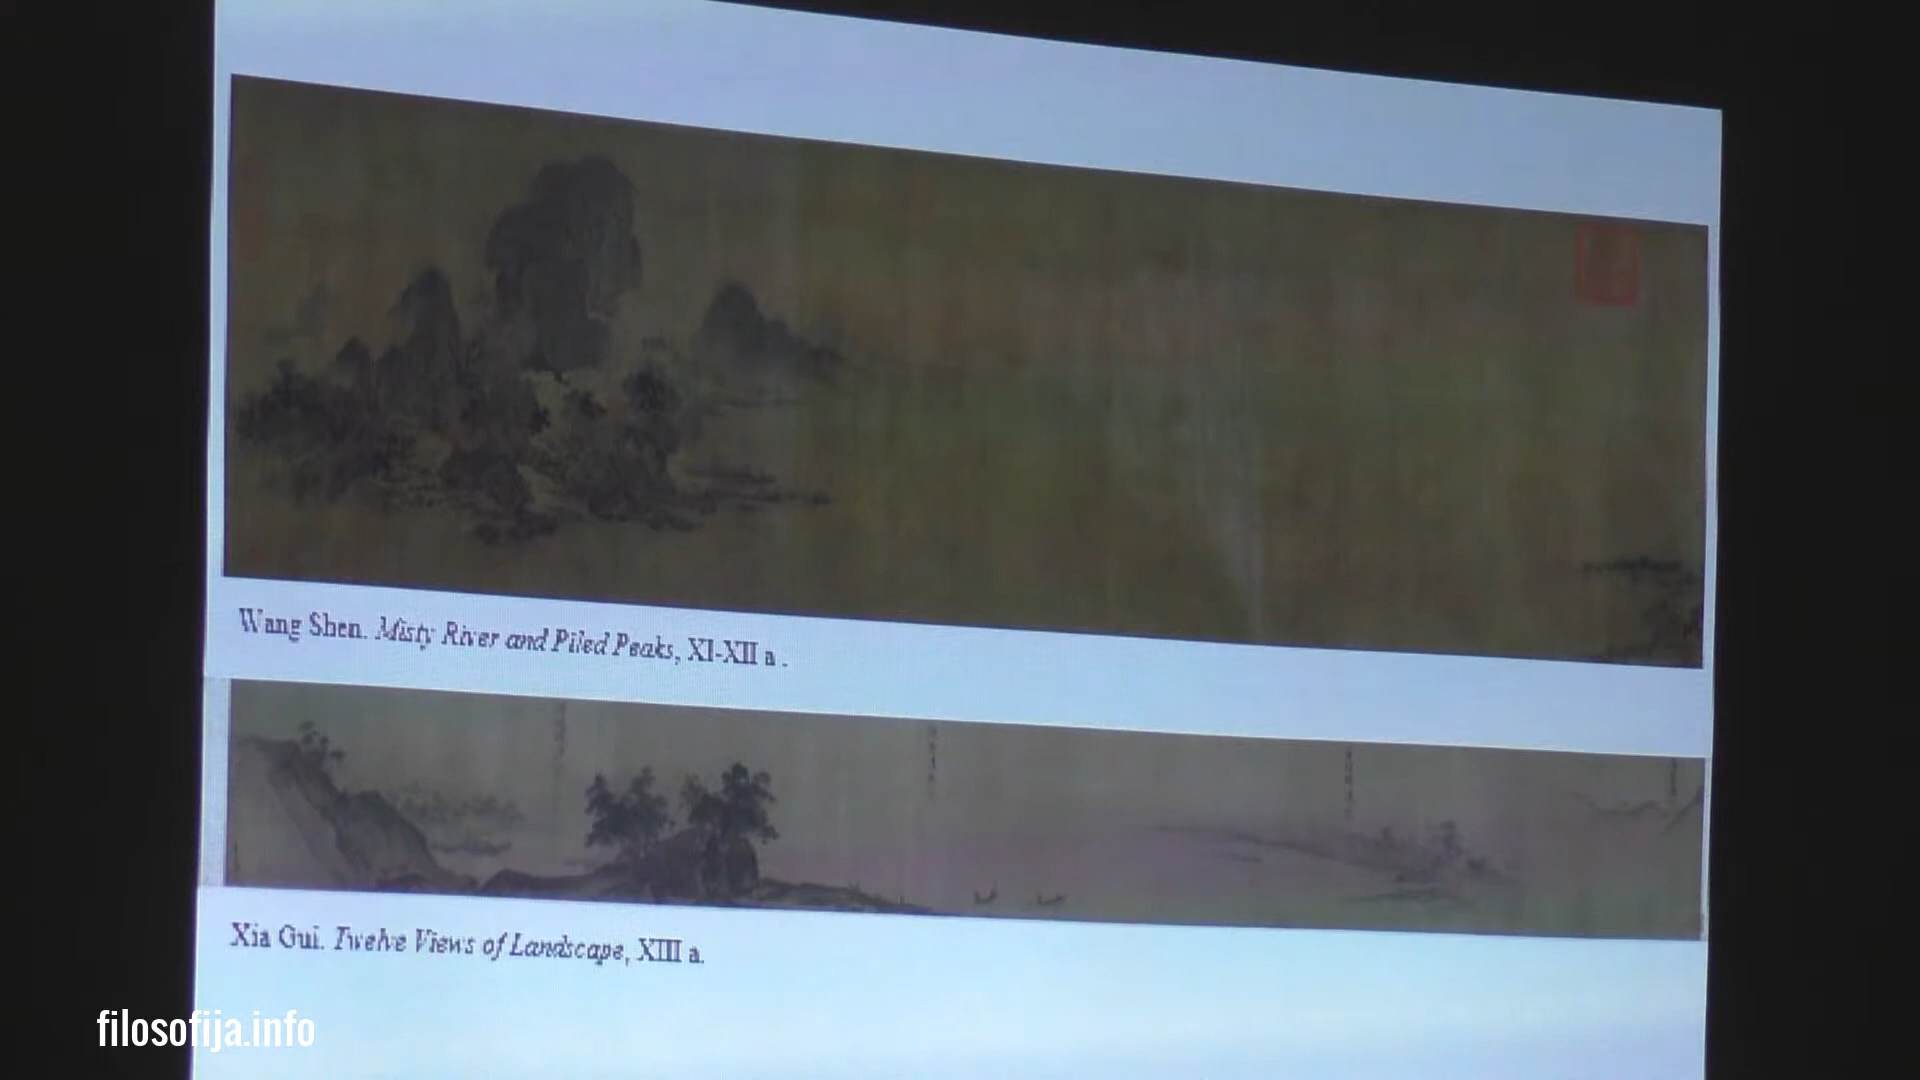 Wang Shen. Misty River and Piled Peaks, XI-XII a .
Xia Gui. Twelve Views of Landscape, XIII a.
filosofija.info